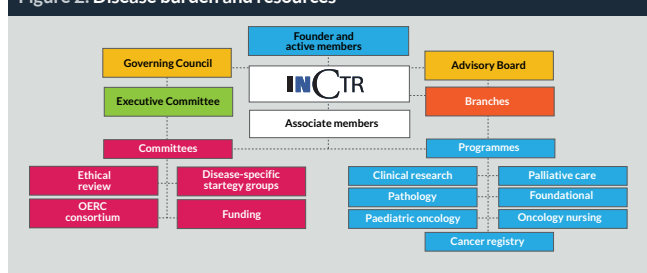 Figure 2: Disease burden and resources
Founder and
active members
Governing Council
Advisory Board
INCTR
Executive Committee
Branches
Associate members
Committees
Programmes
Ethical
review
Disease-specific
startegy groups
Clinical research
Palliative care
OERC
consortium
Funding
Pathology
Foundational
Paediatric oncology
Oncology nursing
Cancer registry